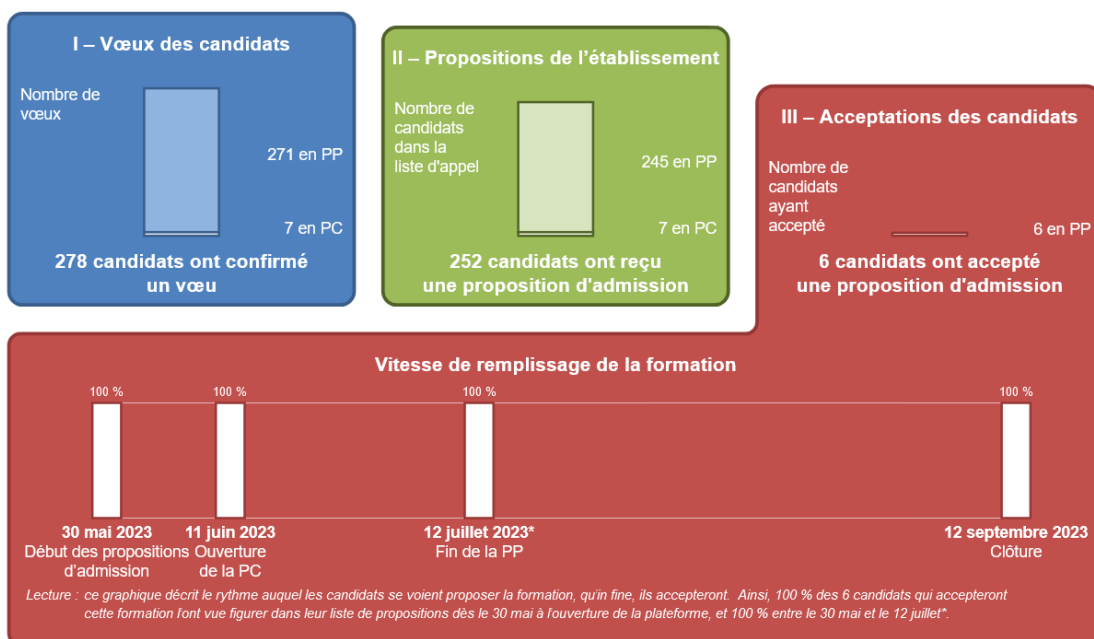 I – Vœux des candidats
Nombre de
vœux
271 en PP
7 en PC
278 candidats ont confirmé
un vœu
II – Propositions de l'établissement
Nombre de
candidats
dans la
liste d'appel
245 en PP
7 en PC
252 candidats ont reçu
une proposition d'admission
III – Acceptations des candidats
Nombre de
candidats
ayant
accepté
6 en PP
6 candidats ont accepté
une proposition d'admission
Vitesse de remplissage de la formation
100 %
100 %
100 %
100 %
30 mai 2023
Début des propositions
d'admission
11 juin 2023
Ouverture
de la PC
12 juillet 2023*
Fin de la PP
12 septembre 2023
Clôture
Lecture : ce graphique décrit le rythme auquel les candidats se voient proposer la formation, qu'in fine, ils accepteront. Ainsi, 100 % des 6 candidats qui accepteront
cette formation l'ont vue figurer dans leur liste de propositions dès le 30 mai à l'ouverture de la plateforme, et 100 % entre le 30 mai et le 12 juillet*.